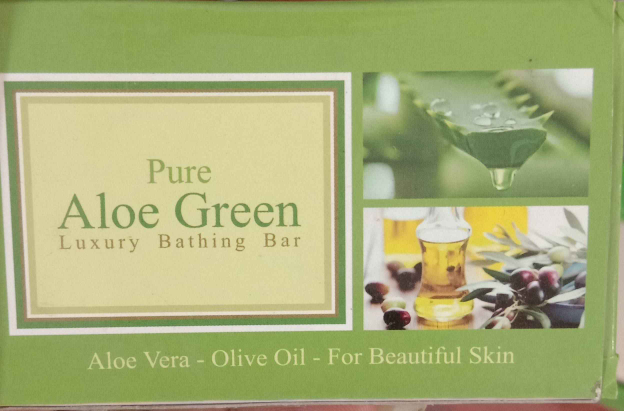 Pure
Aloe Green
Luxury Bathing Bar
Aloe Vera - Olive Oil - For Beautiful Skin